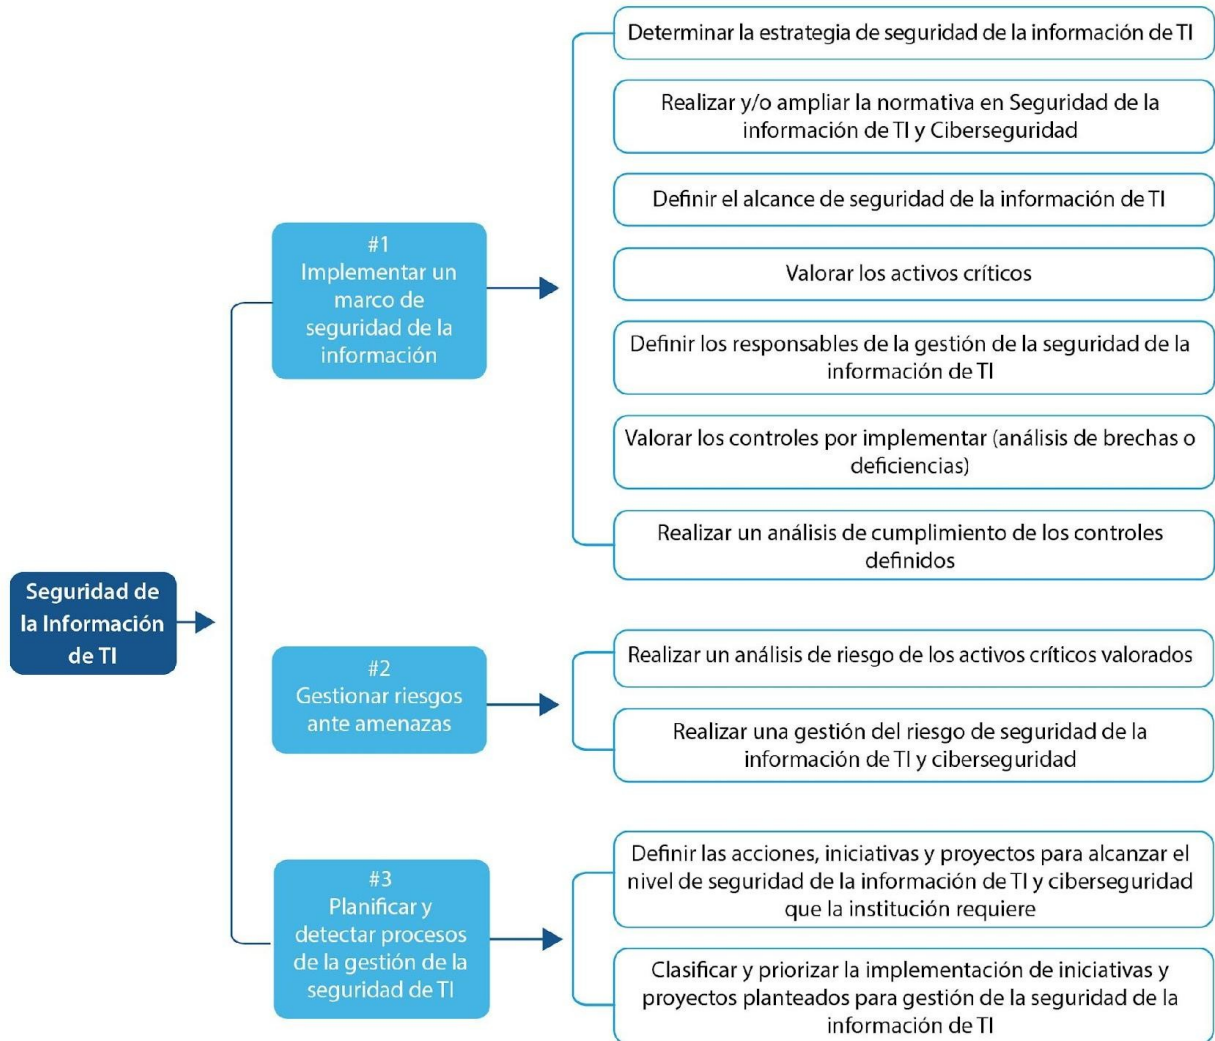 Determinar la estrategia de seguridad de la información de TI
Realizar y/o ampliar la normativa en Seguridad de la
información de TI y Ciberseguridad
Definir el alcance de seguridad de la información de TI
#1
Implementar un
marco de
seguridad de la
información
Valorar los activos críticos
Definir los responsables de la gestión de la seguridad de la
información de TI
Valorar los controles por implementar (análisis de brechas o
deficiencias)
Realizar un análisis de cumplimiento de los controles
definidos
Seguridad de
la Información
de TI
#2
Gestionar riesgos
ante amenazas
Realizar un análisis de riesgo de los activos críticos valorados
Realizar una gestión del riesgo de seguridad de la
información de TI y ciberseguridad
#3
Planificar y
detectar procesos
de la gestión de la
seguridad de TI
Definir las acciones, iniciativas y proyectos para alcanzar el
nivel de seguridad de la información de TI y ciberseguridad
que la institución requiere
Clasificar y priorizar la implementación de iniciativas y
proyectos planteados para gestión de la seguridad de la
información de TI